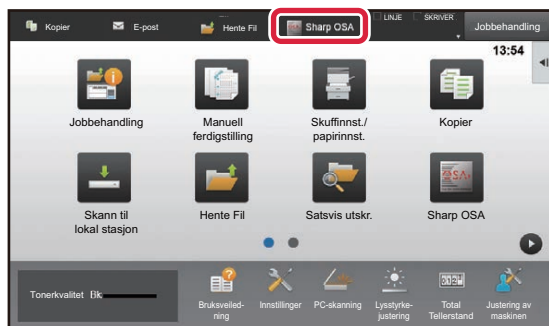 Kopier E-post Hente Fil Sharp OSA LINJE SKRIVER Jobbehandling
13:54
Jobbehandling Manuell Skuffinnst./ Kopier
ferdigstilling papirinnst.
OSA
Skann til Hente Fil Satsvis utskr. Sharp OSA
lokal stasjon
Tonerkvalitet Bk
Bruksveiled- Innstillinger PC-skanning Lysstyrke- Total Justering av
ning justering Tellerstand maskinen